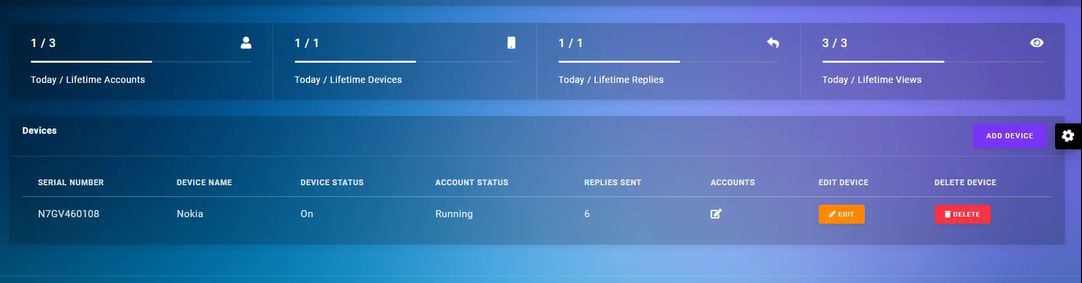 1 / 3
Today / Lifetime Accounts
1 / 1
Today / Lifetime Devices
1 / 1
Today / Lifetime Replies
3 / 3
Today / Lifetime Views
Devices
ADD DEVICE
SERIAL NUMBER DEVICE NAME DEVICE STATUS ACCOUNT STATUS REPLIES SENT ACCOUNTS EDIT DEVICE DELETE DEVICE
N7GV460108 Nokia On Running 6 EDIT DELETE